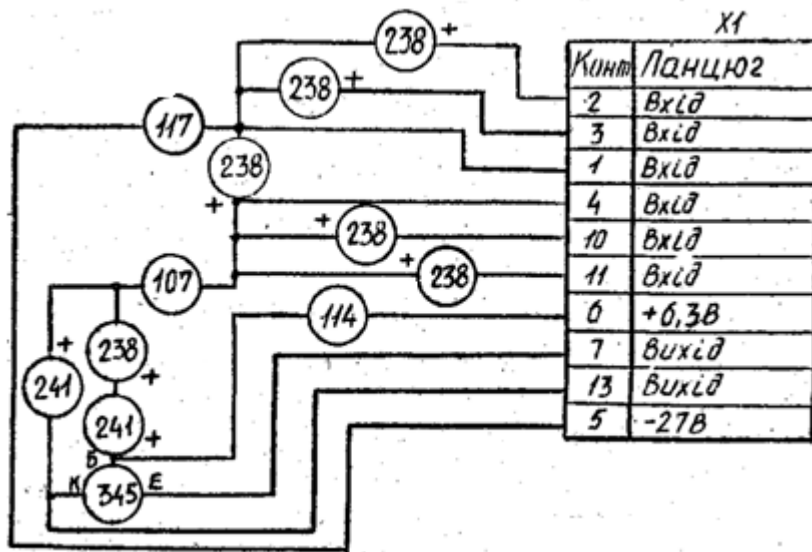 X1
Конт Ланцюг
238 +
2 Вхід
238 +
3 Вхід
117
1 Вхід
238
+
4 Вхід
+ 238
10 Вхід
+ 238
11 Вхід
107
114
6 +6,3В
+
238
+
7 Вихід
241
13 Вихід
241
+
5 -27В
Б
К 345 Е